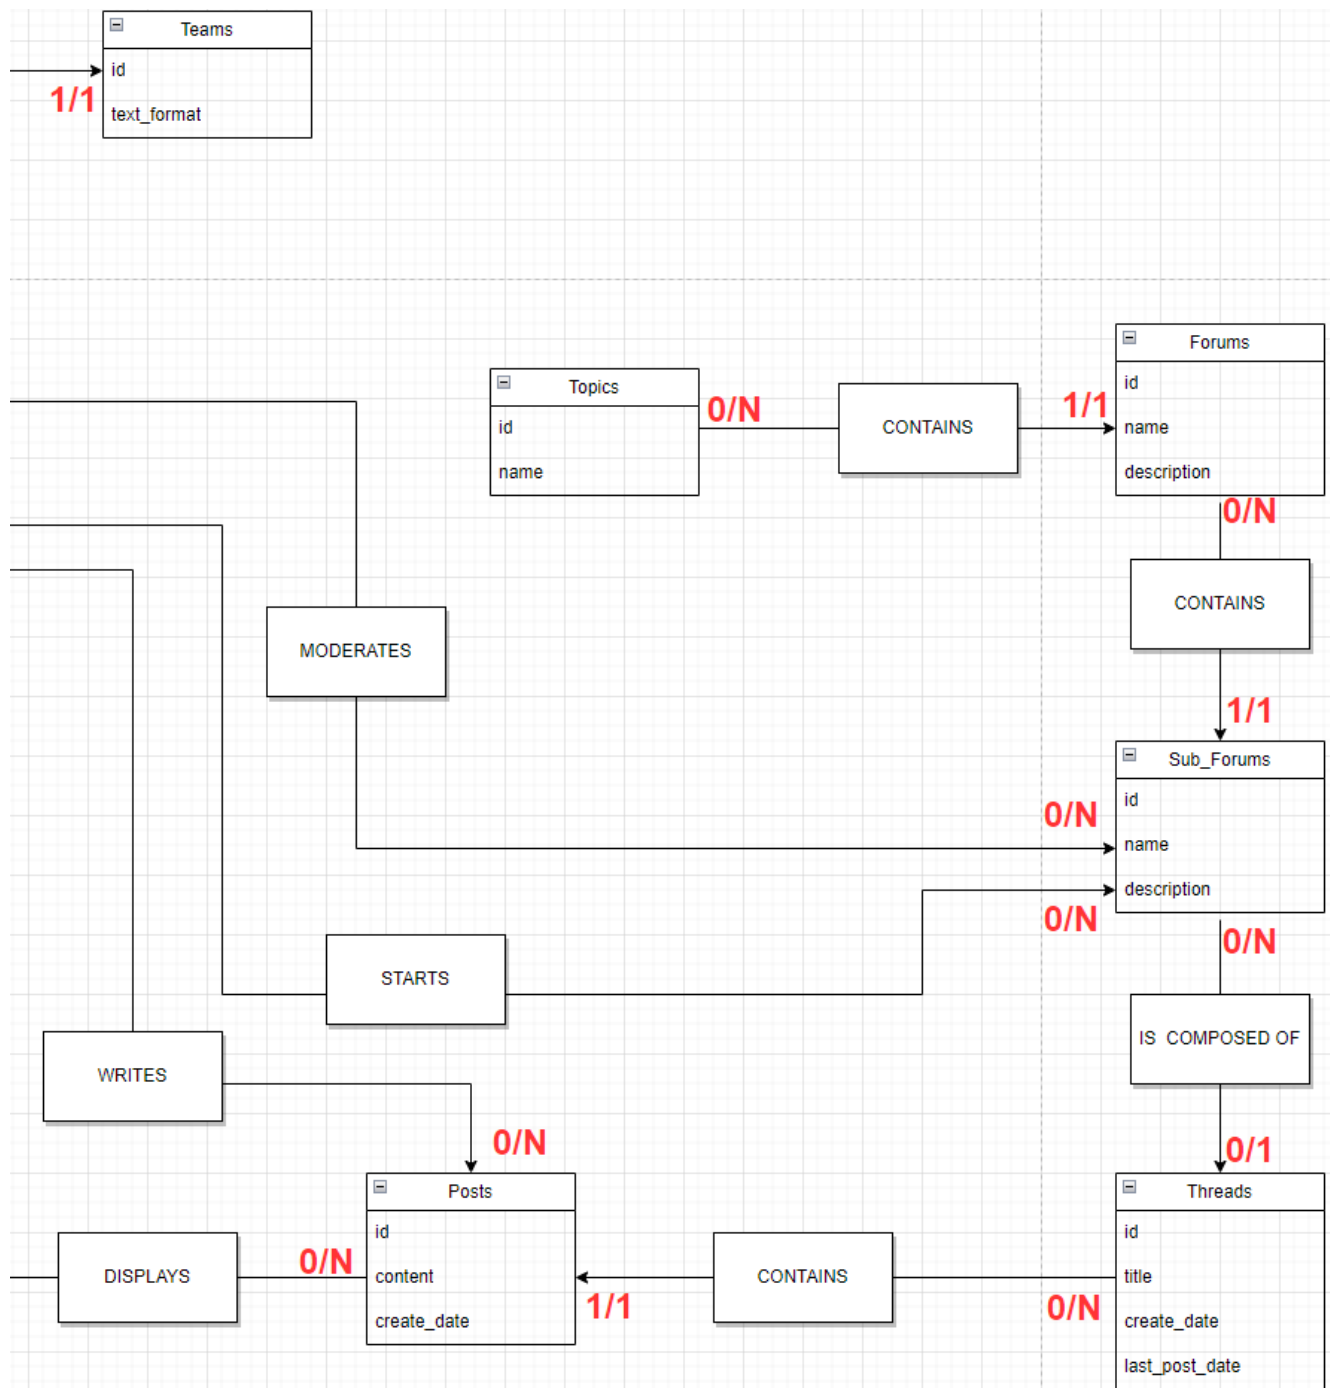 Teams
id
1/1
text_format
Forums
Topics
id
0/N
CONTAINS
1/1
id
name
name
description
0/N
CONTAINS
MODERATES
1/1
Sub_Forums
id
0/N
name
description
0/N
0/N
STARTS
IS COMPOSED OF
WRITES
0/N
0/1
Posts
Threads
id
id
DISPLAYS
0/N
content
CONTAINS
title
1/1
0/N
create_date
create_date
last_post_date